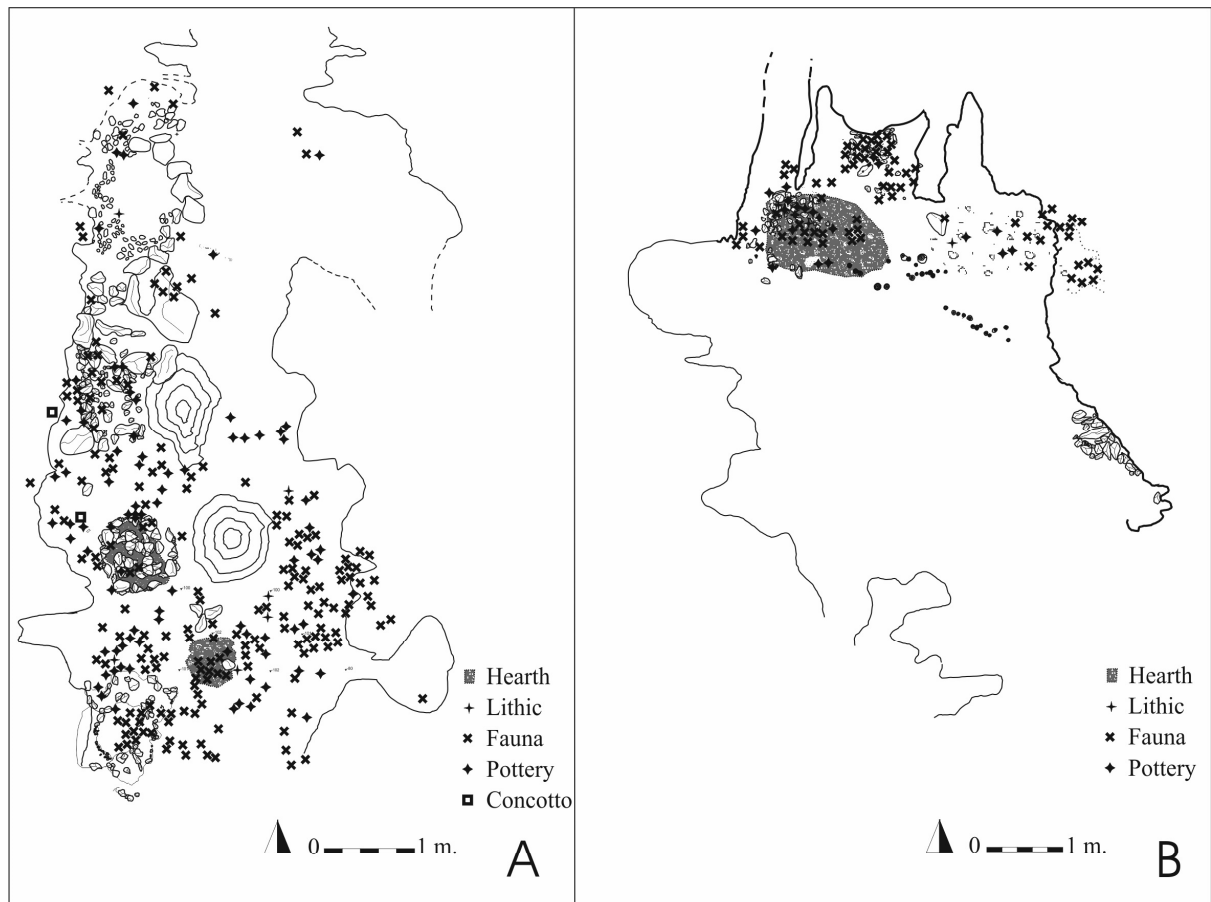 Hearth
Lithic
Fauna
Pottery
Concotto
0 1 m.
A
Hearth
Lithic
Fauna
Pottery
0 1 m.
B